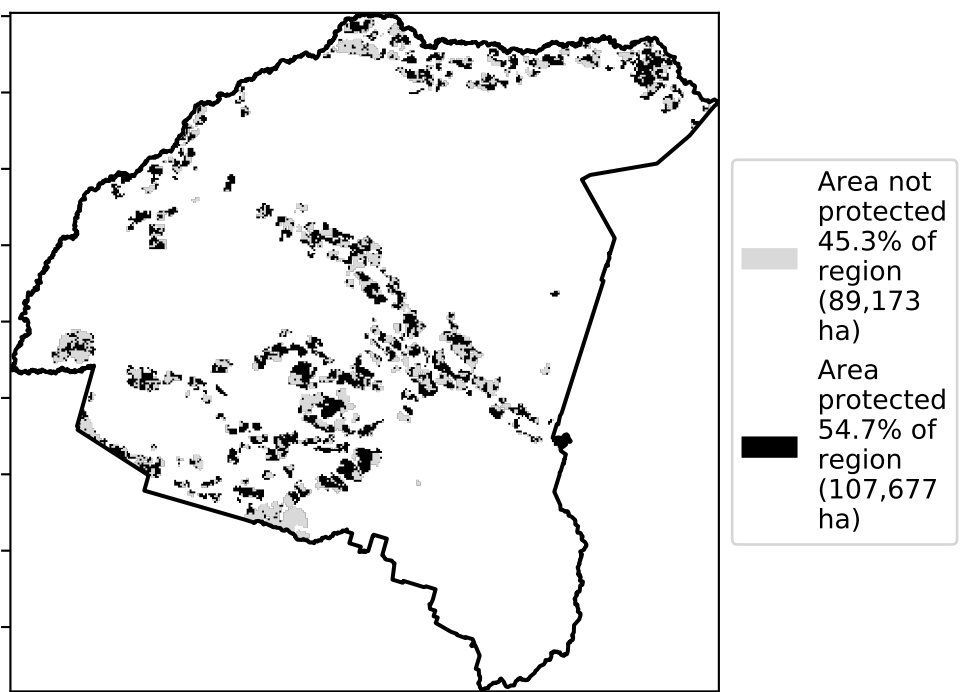 Area not
protected
45.3% of
region
(89,173
ha)
Area
protected
54.7% of
region
(107,677
ha)